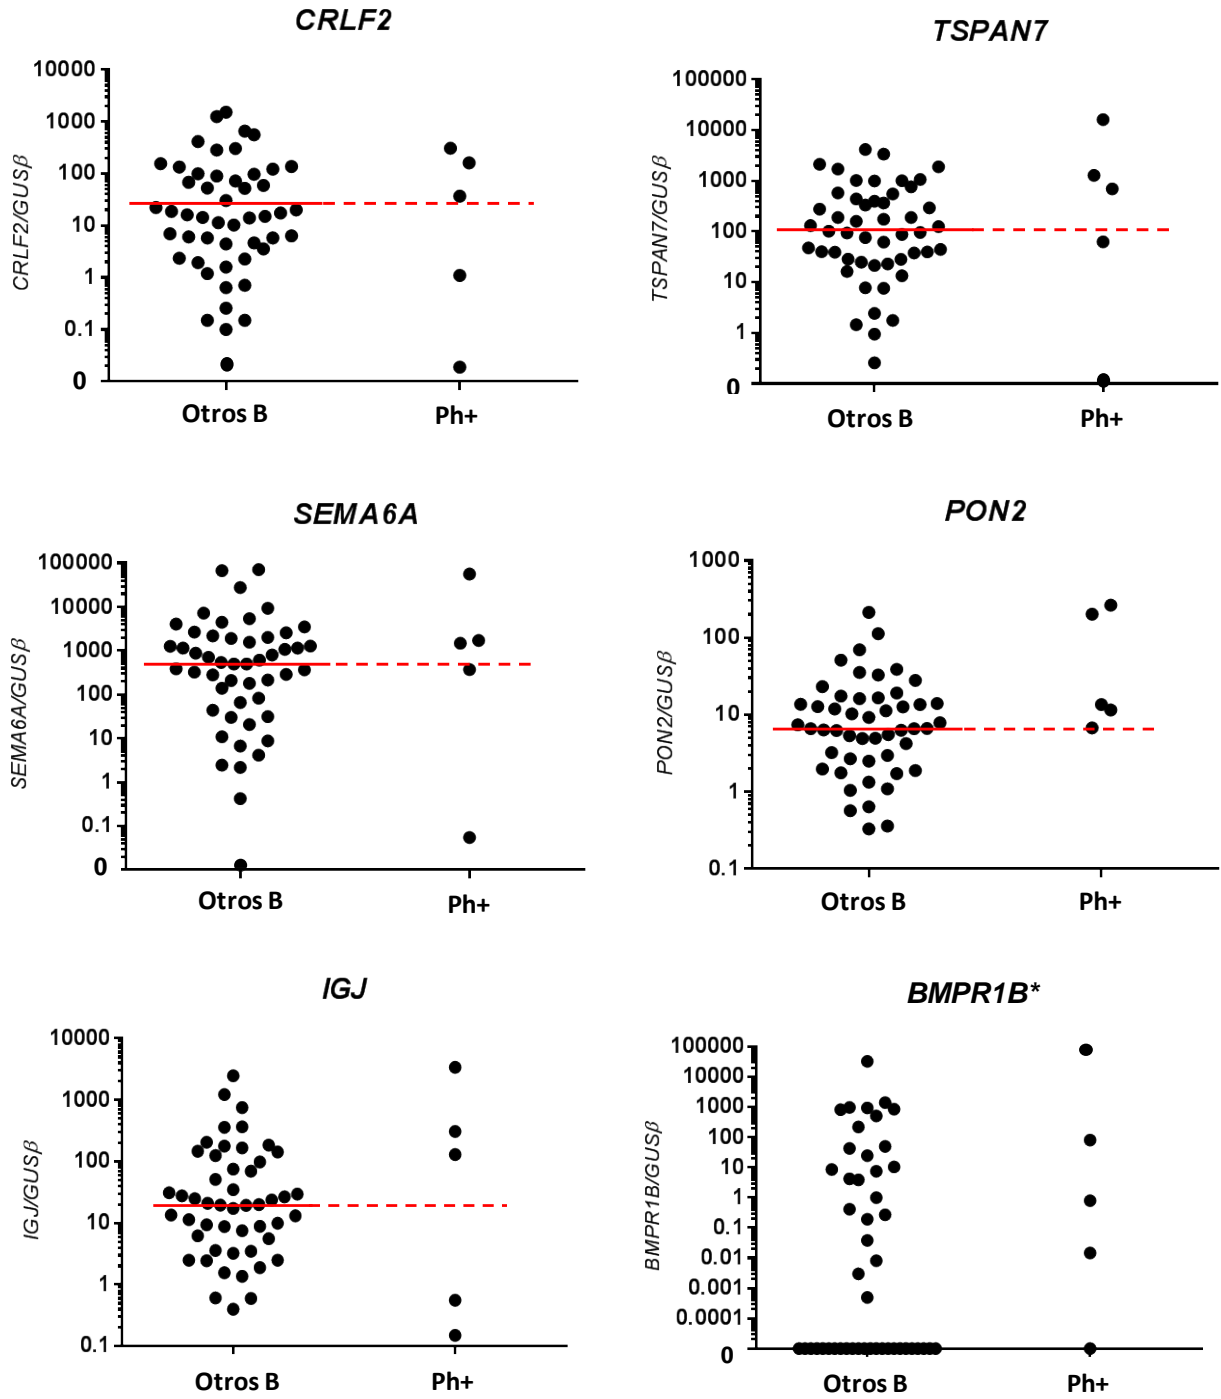 CRLF2
10000
1000
100
10
1
0.1
0
CRLF2/GUSβ
Otros B
Ph+
TSPAN7
100000
10000
1000
100
10
1
0
TSPAN7/GUSβ
Otros B
Ph+
SEMA6A
100000
10000
1000
100
10
1
0.1
0
SEMA6A/GUSβ
Otros B
Ph+
PON2
1000
100
10
1
0.1
PON2/GUSβ
Otros B
Ph+
IGJ
10000
1000
100
10
1
0.1
IGJ/GUSβ
Otros B
Ph+
BMPR1B*
100000
10000
1000
100
10
1
0.1
0.01
0.001
0.0001
0
BMPR1B/GUSβ
Otros B
Ph+